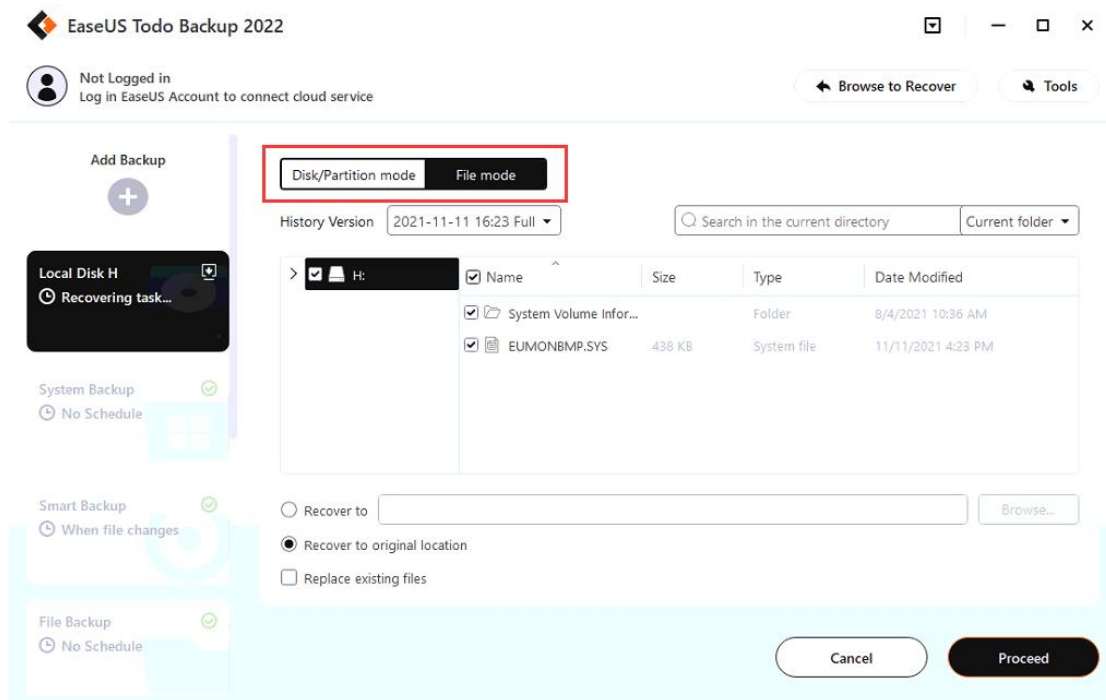 EaseUS Todo Backup 2022
Not Logged in
Log in EaseUS Account to connect cloud service
Browse to Recover
Tools
Add Backup
Disk/Partition mode
File mode
History Version
2021-11-11 16:23 Full
Search in the current directory
Current folder
Local Disk H
Recovering task...
H:
Name
Size
Type
Date Modified
System Volume Infor...
Folder
8/4/2021 10:36 AM
EUMONBMP.SYS
438 KB
System file
11/11/2021 4:23 PM
System Backup
No Schedule
Smart Backup
When file changes
Recover to
Browse...
Recover to original location
Replace existing files
File Backup
No Schedule
Cancel
Proceed